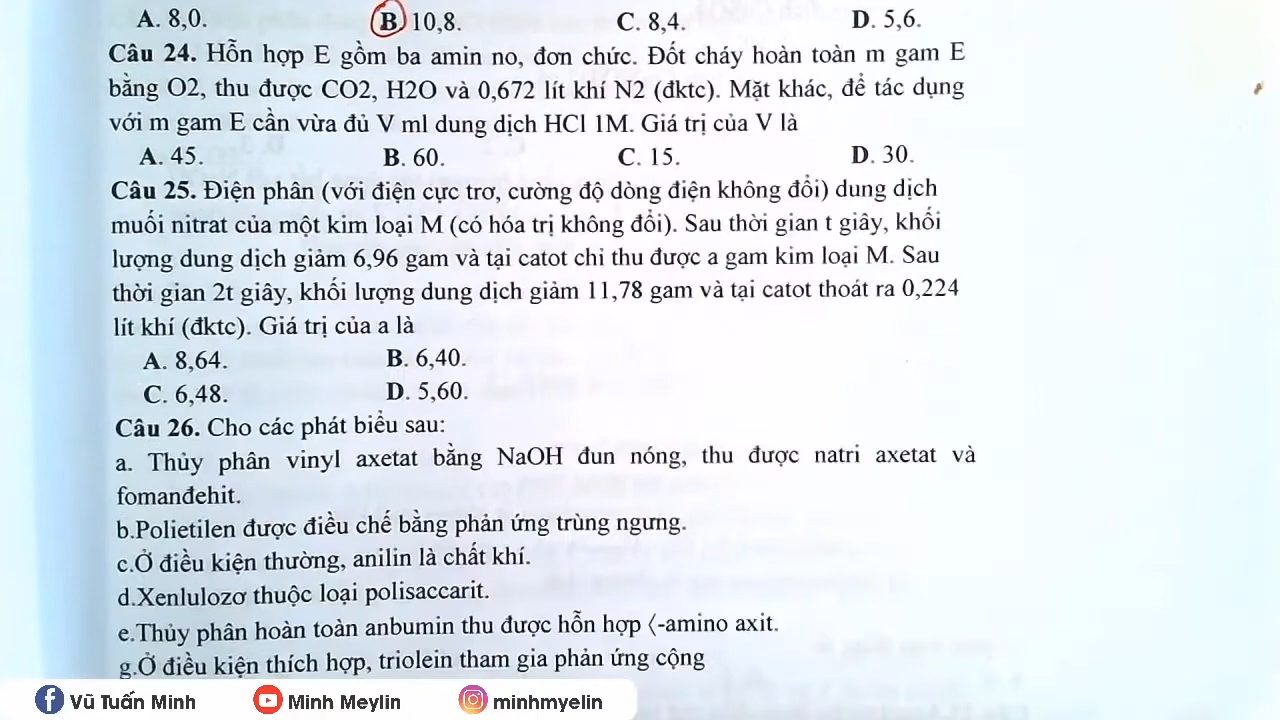 A. 8,0. B. 10,8. C. 8,4. D. 5,6.
Câu 24. Hỗn hợp E gồm ba amin no, đơn chức. Đốt cháy hoàn toàn m gam E
bằng O2, thu được CO2, H2O và 0,672 lít khí N2 (đktc). Mặt khác, để tác dụng
với m gam E cần vừa đủ V ml dung dịch HCl 1M. Giá trị của V là
A. 45. B. 60. C. 15. D. 30.
Câu 25. Điện phân (với điện cực trơ, cường độ dòng điện không đổi) dung dịch
muối nitrat của một kim loại M (có hóa trị không đổi). Sau thời gian t giây, khối
lượng dung dịch giảm 6,96 gam và tại catot chỉ thu được a gam kim loại M. Sau
thời gian 2t giây, khối lượng dung dịch giảm 11,78 gam và tại catot thoát ra 0,224
lít khí (đktc). Giá trị của a là
A. 8,64. B. 6,40.
C. 6,48. D. 5,60.
Câu 26. Cho các phát biểu sau:
a. Thủy phân vinyl axetat bằng NaOH đun nóng, thu được natri axetat và
fomanđehit.
b.Polietilen được điều chế bằng phản ứng trùng ngưng.
c.Ở điều kiện thường, anilin là chất khí.
d.Xenlulozơ thuộc loại polisaccarit.
e.Thủy phân hoàn toàn anbumin thu được hỗn hợp ⟨-amino axit.
g.Ở điều kiện thích hợp, triolein tham gia phản ứng cộng
Vũ Tuấn Minh Minh Meylin minhmyelin